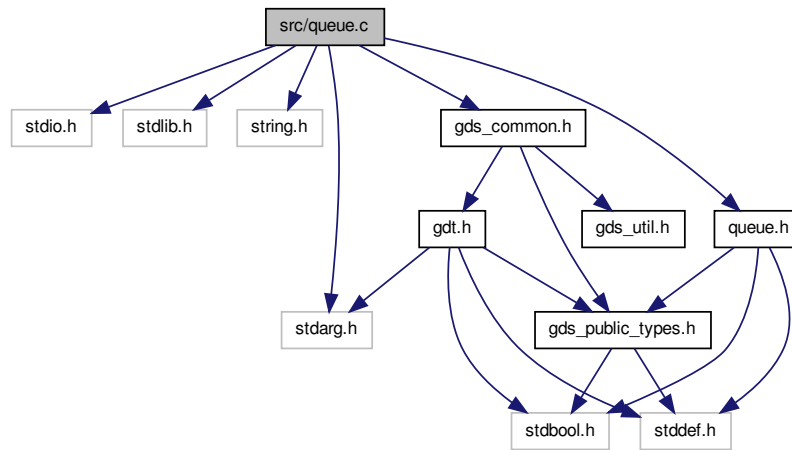 src/queue.c
stdio.h
stdlib.h
string.h
gds_common.h
gdt.h
gds_util.h
queue.h
stdarg.h
gds_public_types.h
stdbool.h
stddef.h